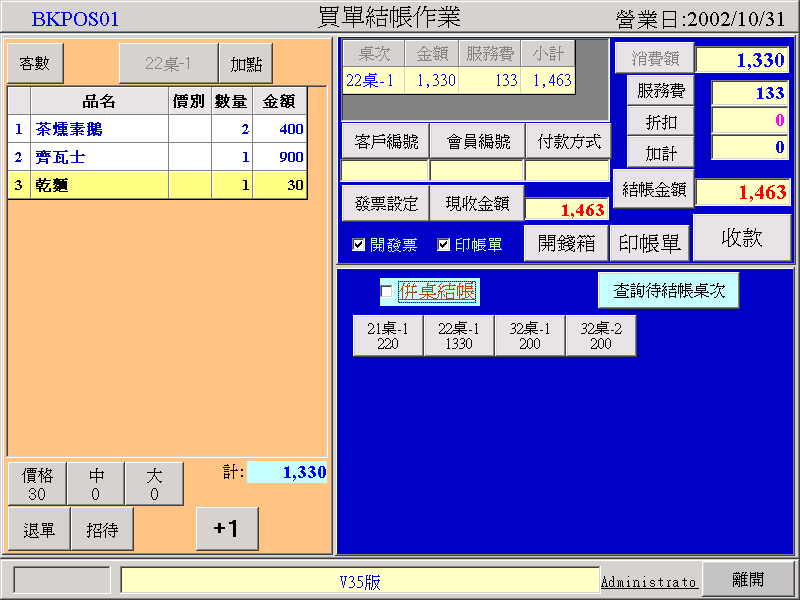 BKPOS01 買單結帳作業 營業日:2002/10/31
客數 22桌-1 加點
品名 價別 數量 金額
1 茶燻素鵝 2 400
2 齊瓦士 1 900
3 乾麵 1 30
價格 30
中 0
大 0
計: 1,330
退單 招待 +1
桌次 金額 服務費 小計
22桌-1 1,330 133 1,463
客戶編號 會員編號 付款方式
發票設定 現收金額 1,463
開發票 印帳單 開錢箱 印帳單 收款
消費額 1,330
服務費 133
折扣 0
加計 0
結帳金額 1,463
併桌結帳 查詢待結帳桌次
21桌-1 22桌-1 32桌-1 32桌-2
220 1330 200 200
V35版 Administrato 離開